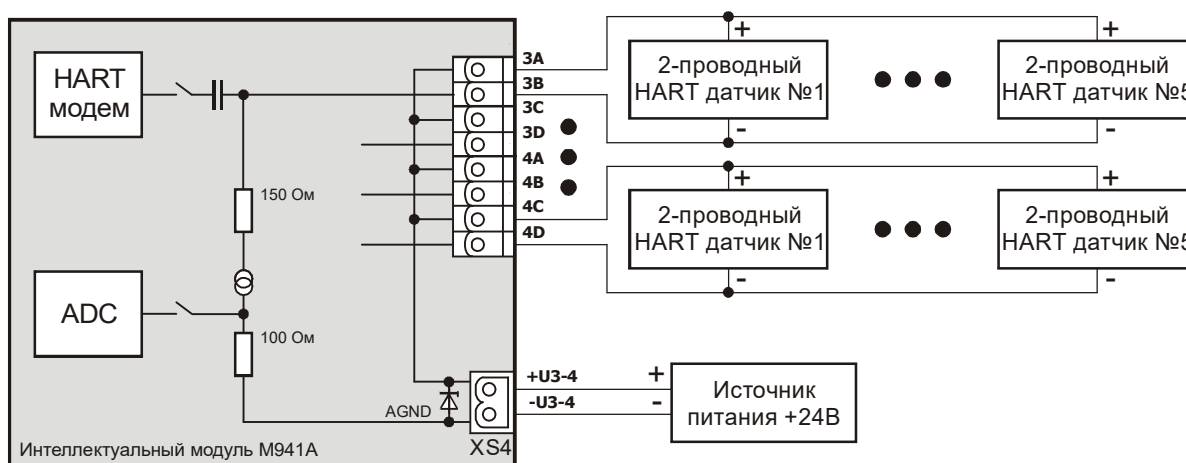 HART
модем
150 Ом
ADC
100 Ом
AGND
XS4
Интеллектуальный модуль M941A
3A
3B
3C
3D
4A
4B
4C
4D
+U3-4
-U3-4
+
2-проводный
HART датчик №1
-
+
2-проводный
HART датчик №5
-
+
2-проводный
HART датчик №1
-
+
2-проводный
HART датчик №5
-
+
-
Источник
питания +24В